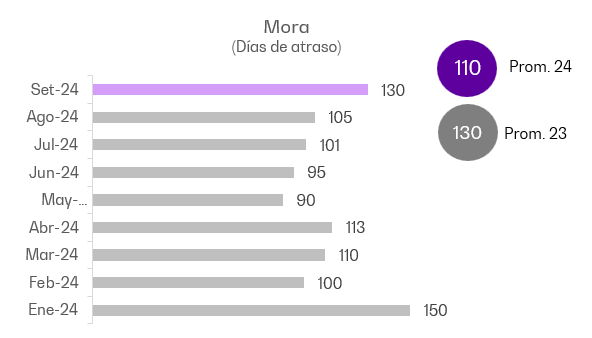 Mora
(Días de atraso)
110 Prom. 24
130 Prom. 23
Set-24 130
Ago-24 105
Jul-24 101
Jun-24 95
May-... 90
Abr-24 113
Mar-24 110
Feb-24 100
Ene-24 150